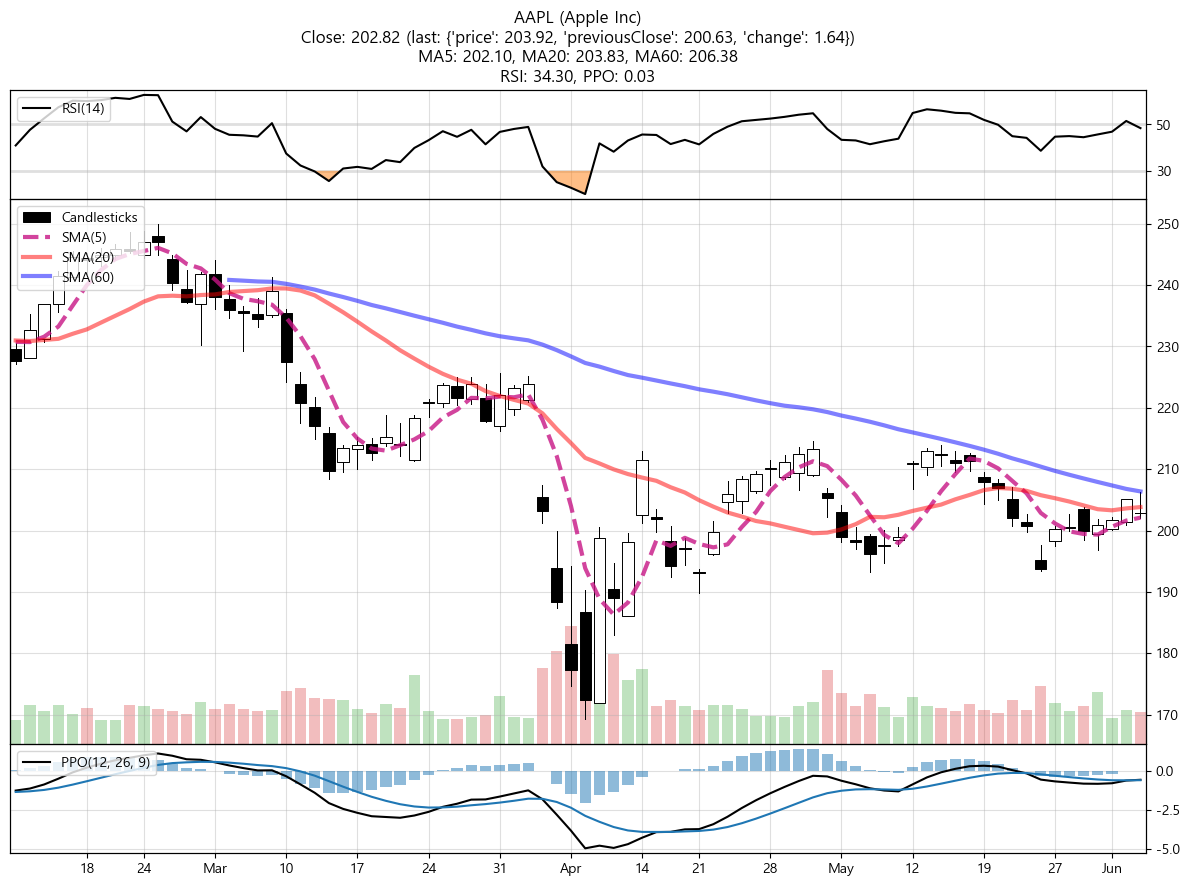 AAPL (Apple Inc)
Close: 202.82 (last: {'price': 203.92, 'previousClose': 200.63, 'change': 1.64})
MA5: 202.10, MA20: 203.83, MA60: 206.38
RSI: 34.30, PPO: 0.03
RSI(14)
50
30
Candlesticks
SMA(5)
SMA(20)
SMA(60)
250
240
230
220
210
200
190
180
170
PPO(12, 26, 9)
0.0
-2.5
-5.0
18 24 Mar 10 17 24 31 Apr 14 21 28 May 12 19 27 Jun